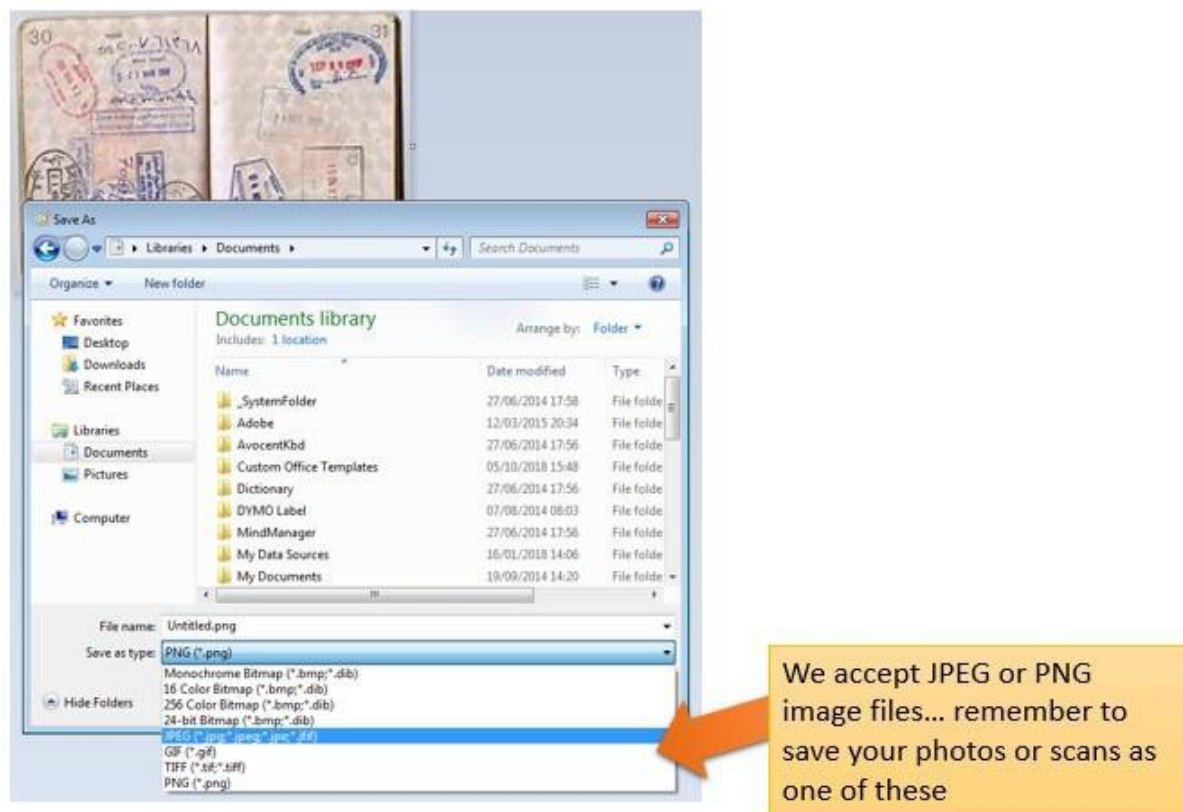 30
31
Save As
Libraries ▸ Documents ▸
Search Documents
Organize
New folder
Favorites
Desktop
Downloads
Recent Places
Libraries
Documents
Pictures
Computer
Documents library
Includes: 1 location
Arrange by: Folder
Name Date modified Type
_SystemFolder 27/06/2014 17:58 File folde
Adobe 12/03/2015 20:34 File folde
AvocentKbd 27/06/2014 17:56 File folde
Custom Office Templates 05/10/2018 15:48 File folde
Dictionary 27/06/2014 17:56 File folde
DYMO Label 07/08/2014 08:03 File folde
MindManager 27/06/2014 17:56 File folde
My Data Sources 16/01/2018 14:06 File folde
My Documents 19/09/2014 14:20 File folde
File name: Untitled.png
Save as type: PNG (*.png)
Monochrome Bitmap (*.bmp;*.dib)
16 Color Bitmap (*.bmp;*.dib)
256 Color Bitmap (*.bmp;*.dib)
24-bit Bitmap (*.bmp;*.dib)
JPEG (*.jpg;*.jpeg;*.jpe;*.jfif)
GIF (*.gif)
TIFF (*.tif;*.tiff)
PNG (*.png)
Hide Folders
We accept JPEG or PNG
image files... remember to
save your photos or scans as
one of these